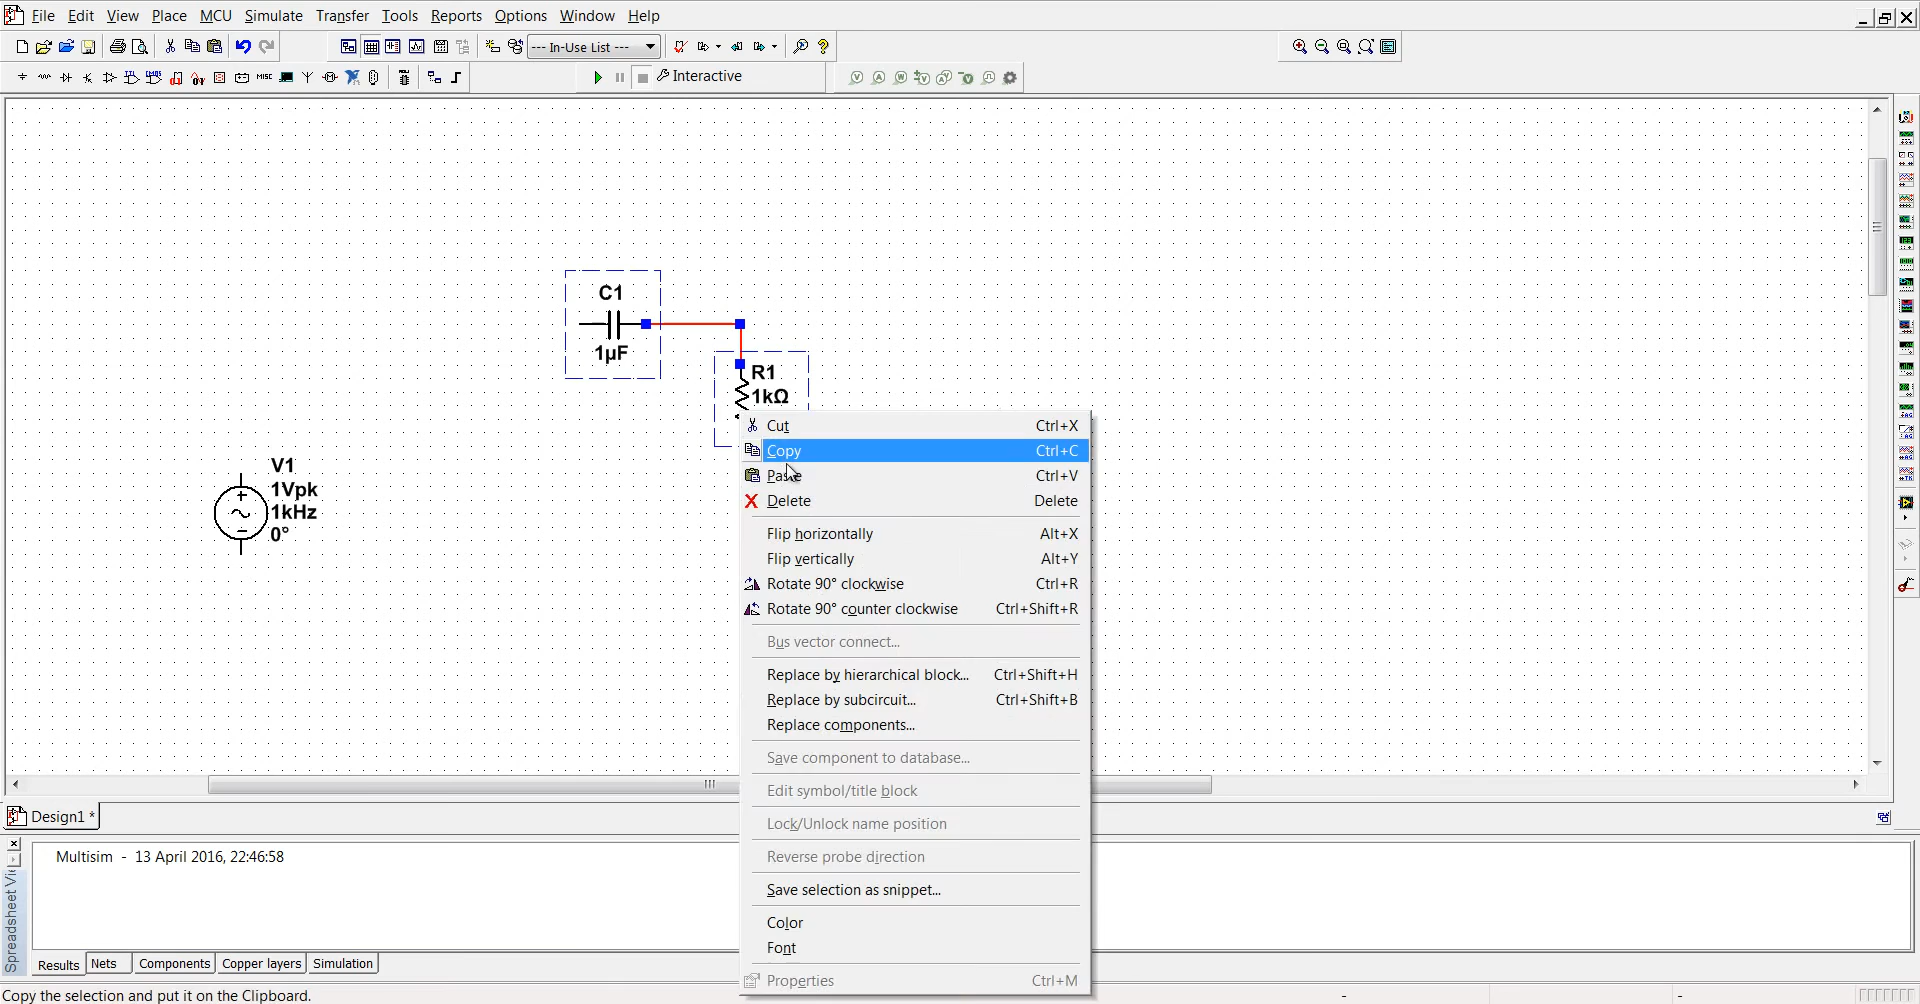 File Edit View Place MCU Simulate Transfer Tools Reports Options Window Help
--- In-Use List ---
MISC Interactive
C1
1µF
R1
1kΩ
V1
1Vpk
1kHz
0°
Cut Ctrl+X
Copy Ctrl+C
Paste Ctrl+V
Delete Delete
Flip horizontally Alt+X
Flip vertically Alt+Y
Rotate 90° clockwise Ctrl+R
Rotate 90° counter clockwise Ctrl+Shift+R
Bus vector connect...
Replace by hierarchical block... Ctrl+Shift+H
Replace by subcircuit... Ctrl+Shift+B
Replace components...
Save component to database...
Edit symbol/title block
Lock/Unlock name position
Reverse probe direction
Save selection as snippet...
Color
Font
Properties Ctrl+M
Design1 *
Multisim - 13 April 2016, 22:46:58
Spreadsheet
Results Nets Components Copper layers Simulation
Copy the selection and put it on the Clipboard. - -